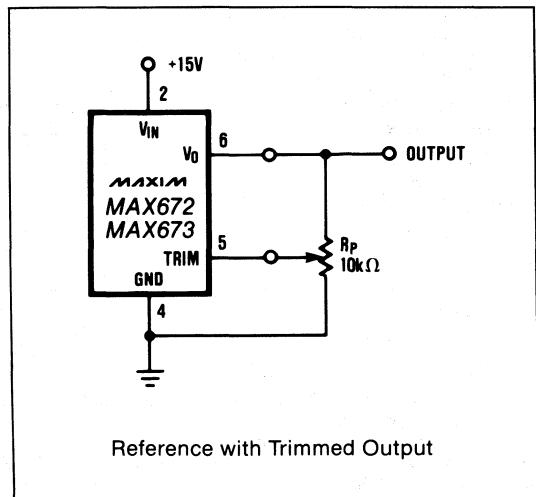 +15V
2
VIN
6
VO
OUTPUT
MAXIM
MAX672
MAX673
5
TRIM
RP
10kΩ
GND
4
Reference with Trimmed Output